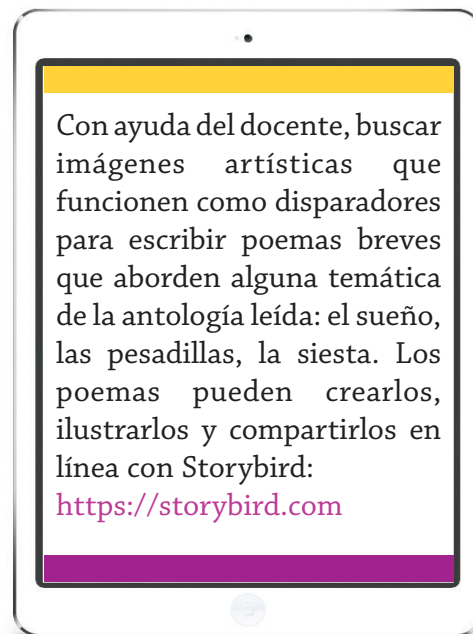 Con ayuda del docente, buscar
imágenes artísticas que
funcionen como disparadores
para escribir poemas breves
que aborden alguna temática
de la antología leída: el sueño,
las pesadillas, la siesta. Los
poemas pueden crearlos,
ilustrarlos y compartirlos en
línea con Storybird:
https://storybird.com